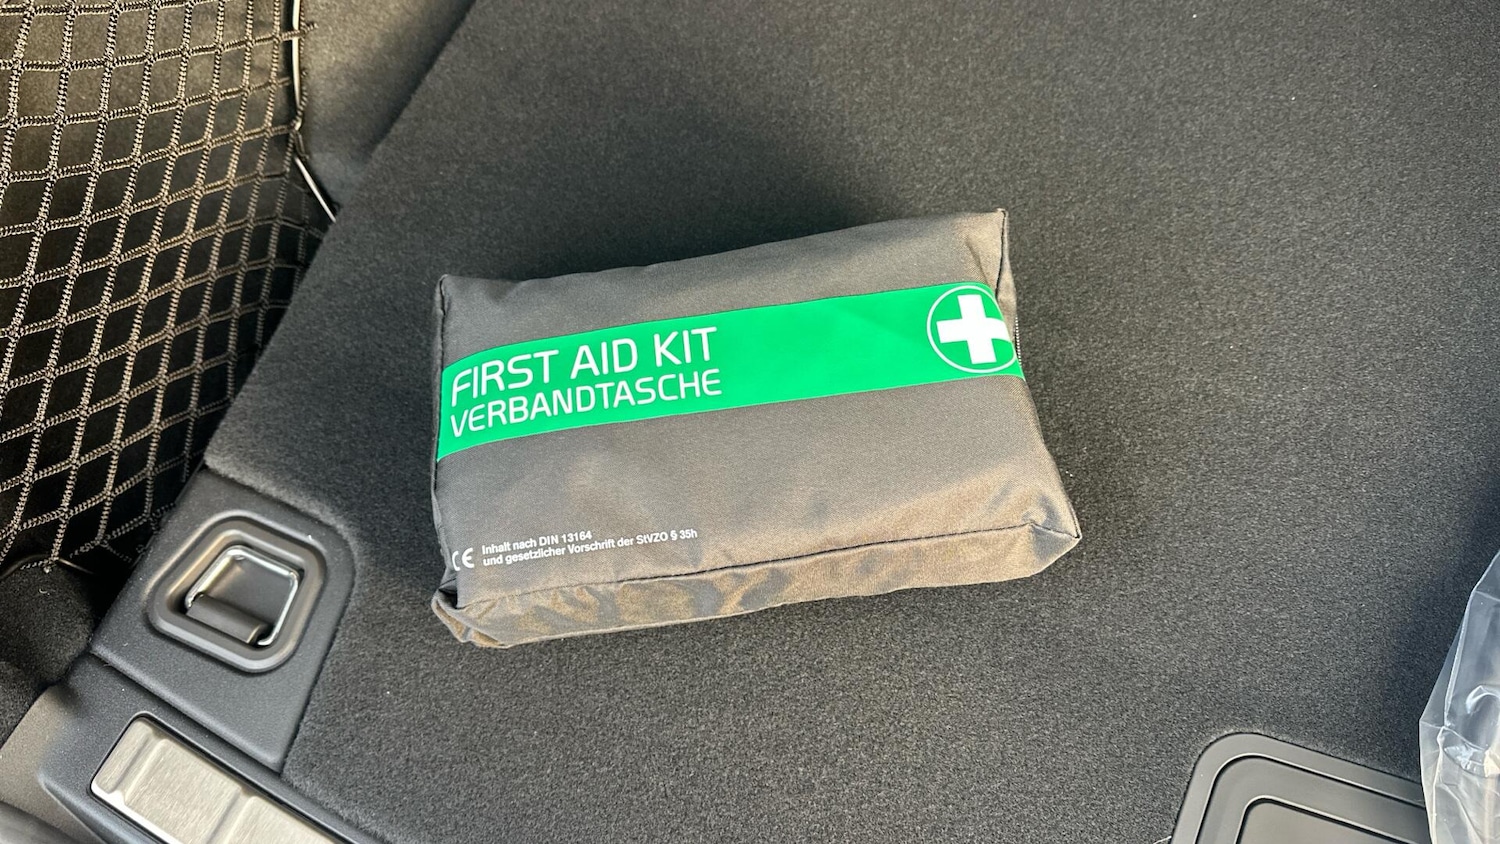 FIRST AID KIT
VERBANDTASCHE
CE Inhalt nach DIN 13164
und gesetzlicher Vorschrift der StVZO § 35h